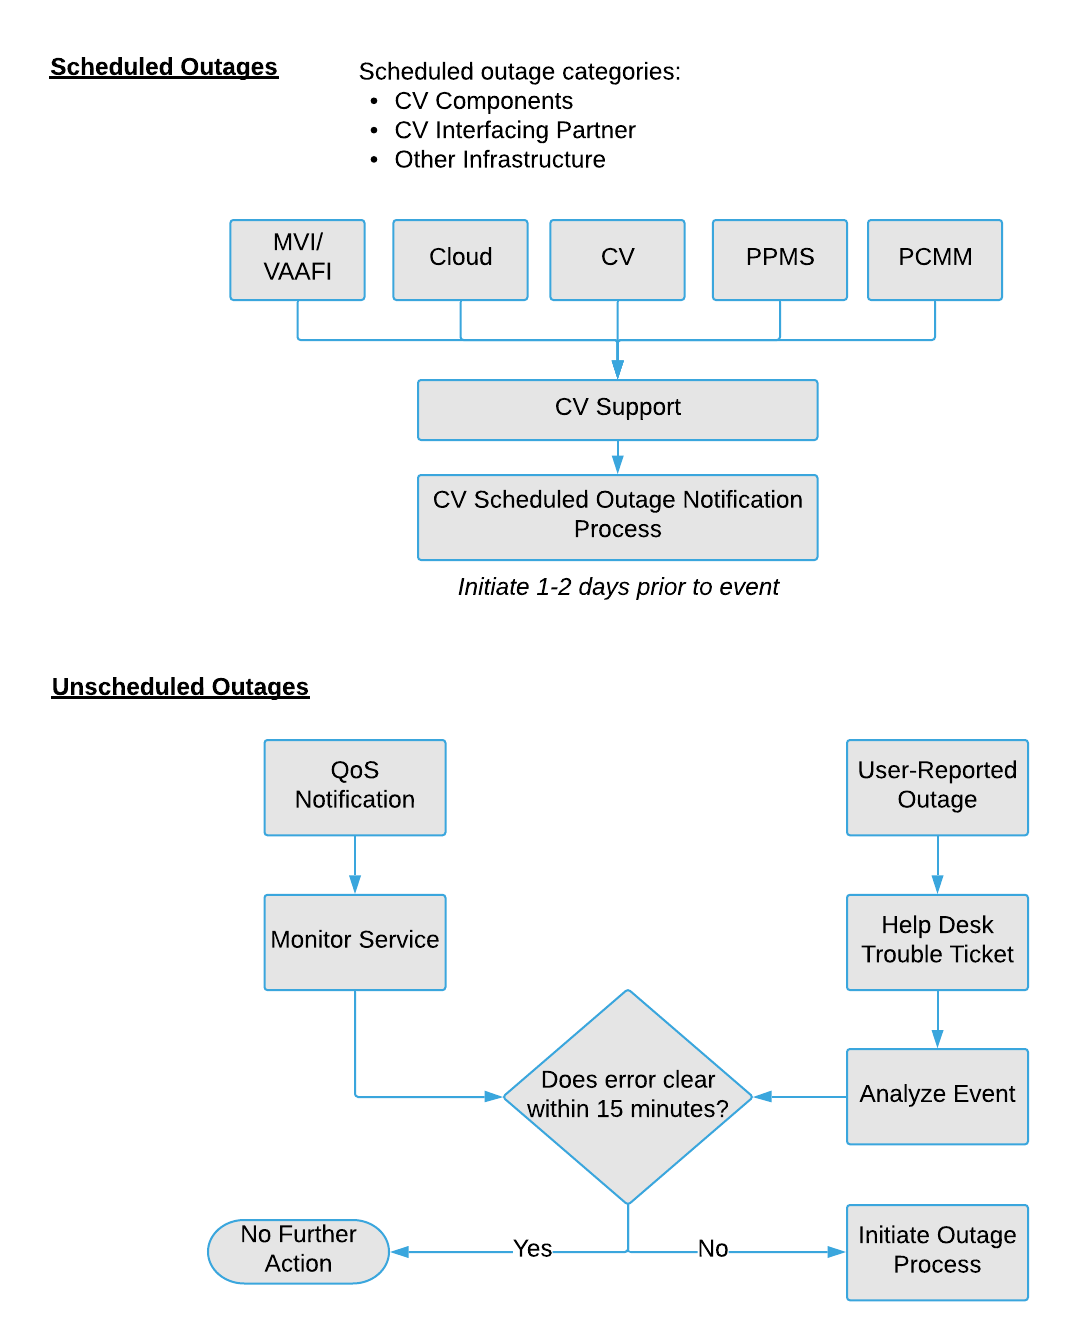 Scheduled Outages
Scheduled outage categories:
• CV Components
• CV Interfacing Partner
• Other Infrastructure
MVI/
VAAFI
Cloud
CV
PPMS
PCMM
CV Support
CV Scheduled Outage Notification
Process
Initiate 1-2 days prior to event
Unscheduled Outages
QoS
Notification
User-Reported
Outage
Monitor Service
Help Desk
Trouble Ticket
Does error clear
within 15 minutes?
Analyze Event
No Further
Action
Yes
No
Initiate Outage
Process